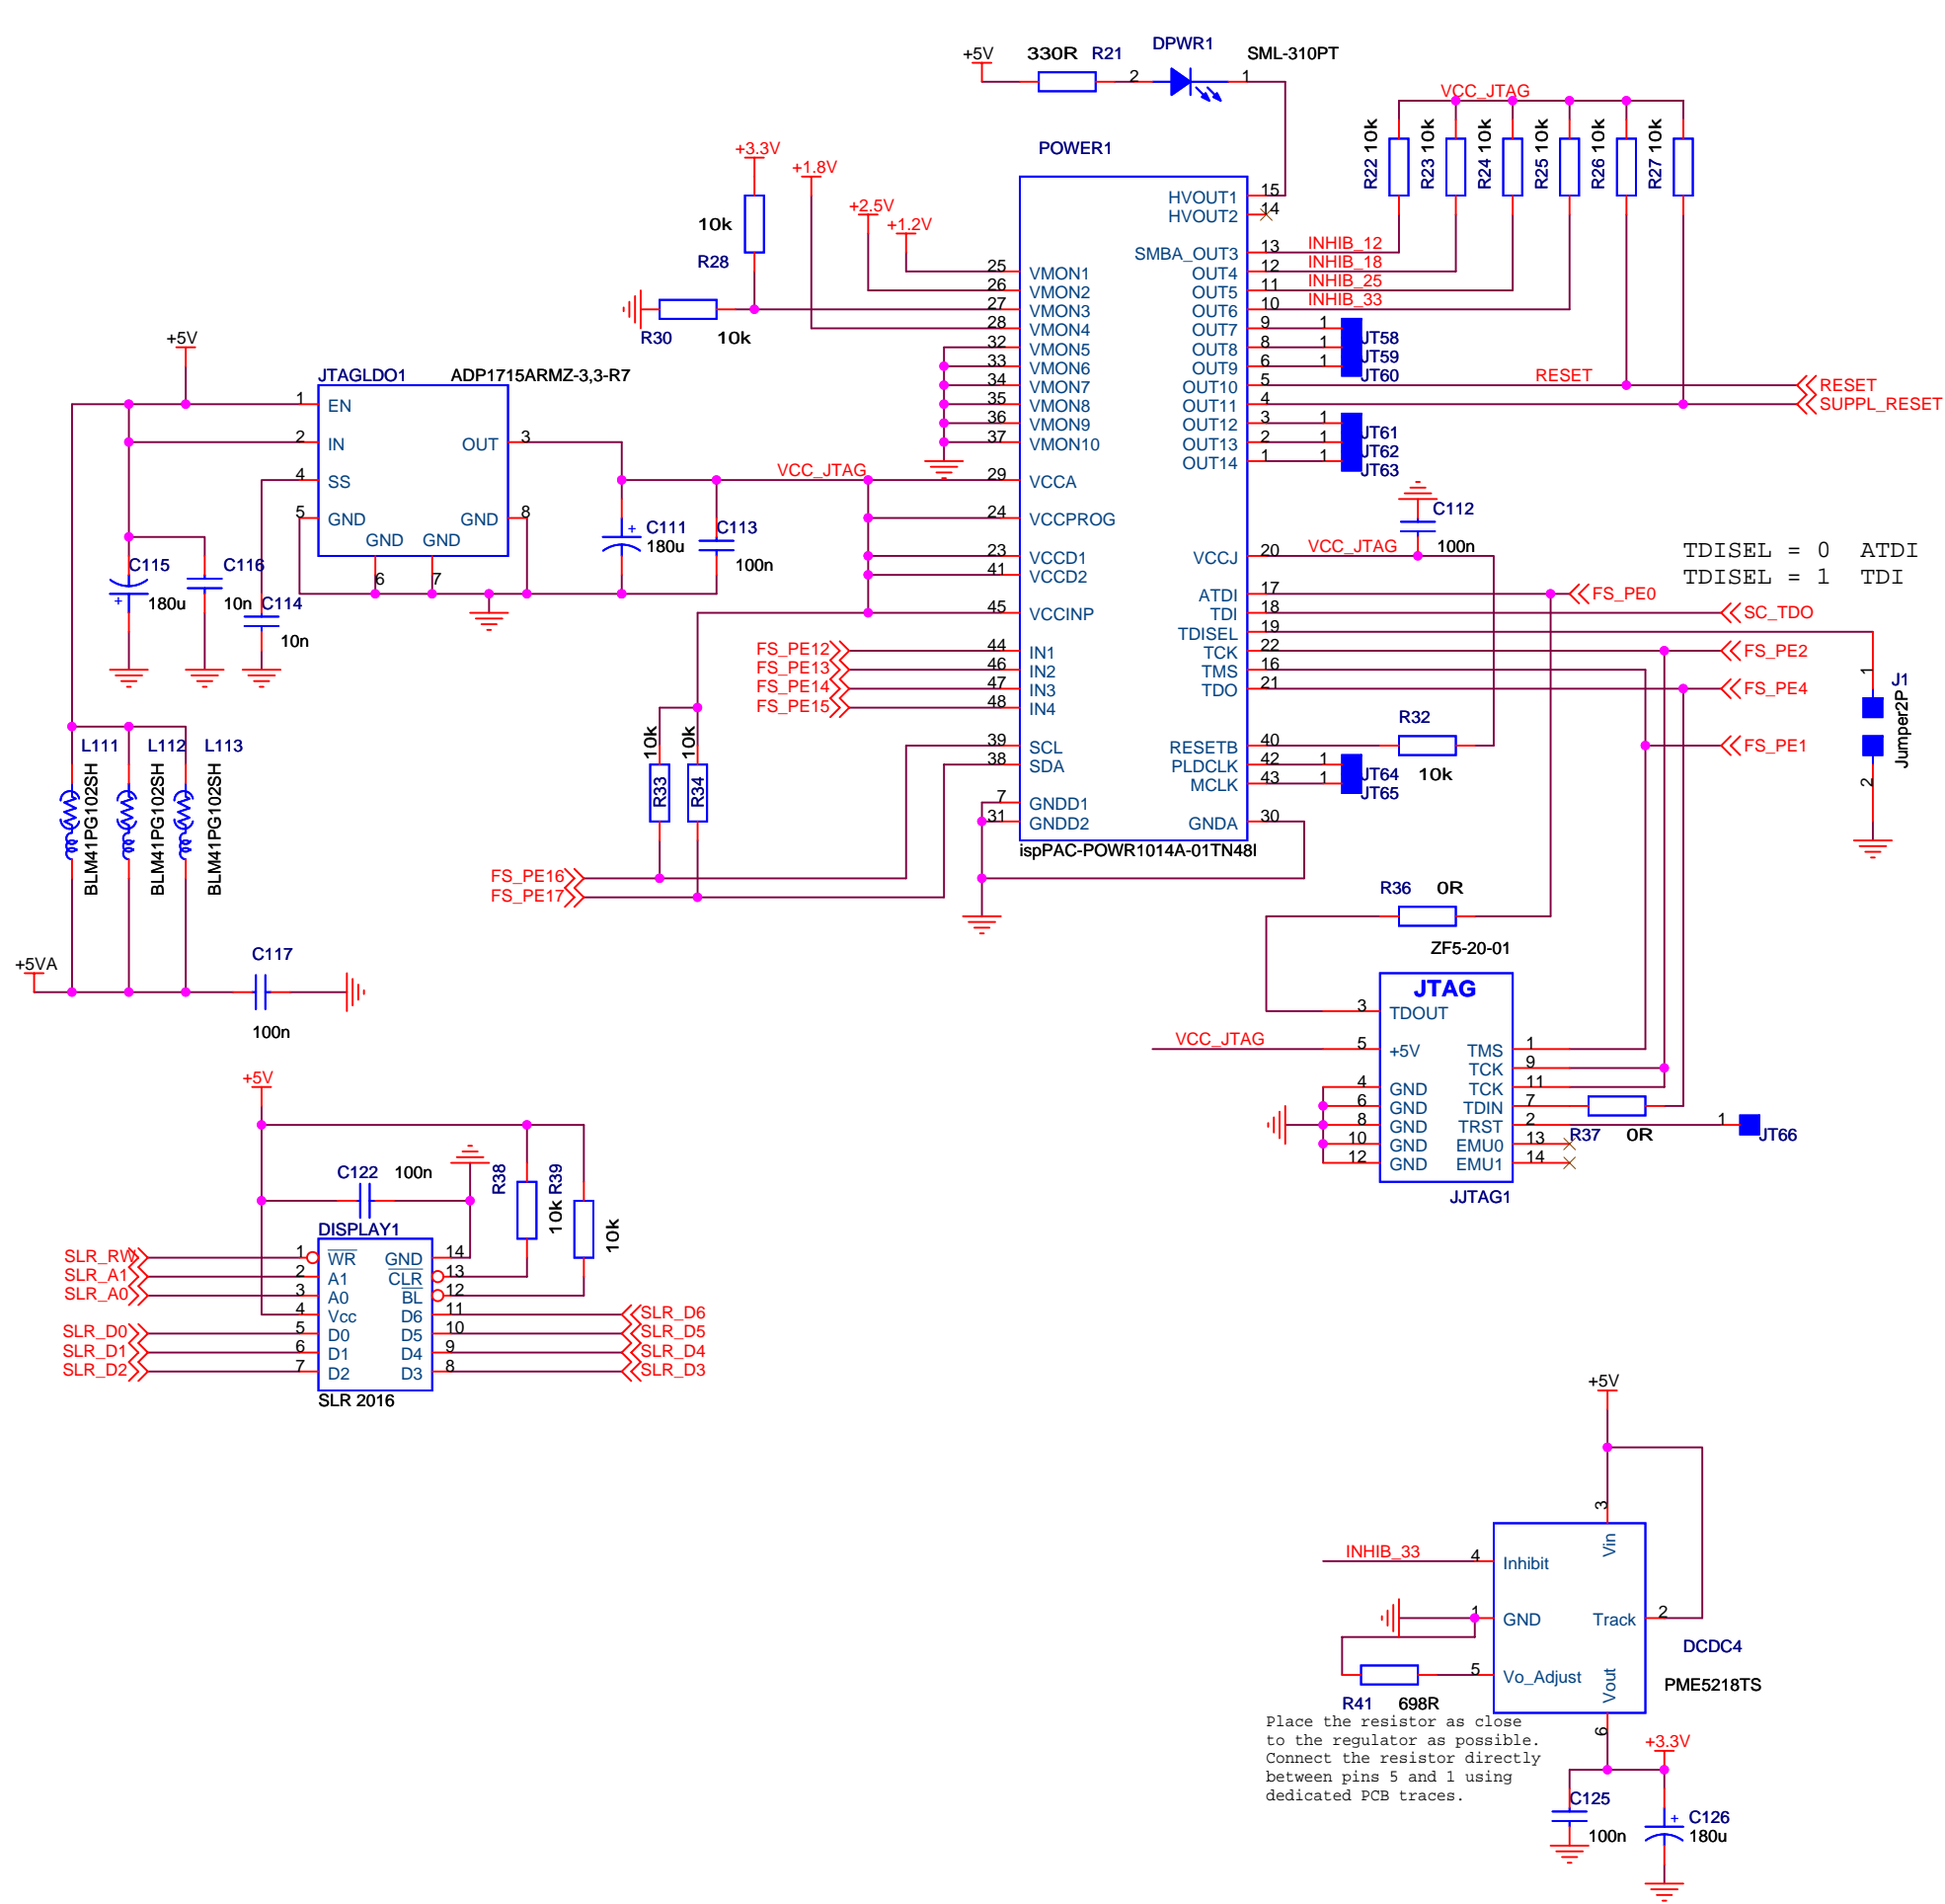 +5V
330R R21
DPWR1
SML-310PT
VCC_JTAG
R22 10k
R23 10k
R24 10k
R25 10k
R26 10k
R27 10k
POWER1
+3.3V
+1.8V
+2.5V
+1.2V
10k
R28
R30
10k
2
1
15 HVOUT1
14 HVOUT2
13 SMBA_OUT3 INHIB_12
12 OUT4 INHIB_18
11 OUT5 INHIB_25
10 OUT6 INHIB_33
9 OUT7 1 JT58
8 OUT8 1 JT59
6 OUT9 1 JT60
5 OUT10 RESET RESET
4 OUT11 SUPPL_RESET
3 OUT12 1 JT61
2 OUT13 1 JT62
1 OUT14 1 JT63
25 VMON1
26 VMON2
27 VMON3
28 VMON4
32 VMON5
33 VMON6
34 VMON7
35 VMON8
36 VMON9
37 VMON10
VCC_JTAG 29 VCCA
24 VCCPROG
23 VCCD1
41 VCCD2
45 VCCINP
FS_PE12 44 IN1
FS_PE13 46 IN2
FS_PE14 47 IN3
FS_PE15 48 IN4
39 SCL
38 SDA
7 GNDD1
31 GNDD2
C112
100n
VCCJ 20 VCC_JTAG
ATDI 17 FS_PE0
TDI 18 SC_TDO
TDISEL 19
TCK 22 FS_PE2
TMS 16 FS_PE1
TDO 21 FS_PE4
RESETB 40
PLDCLK 42 1 JT64
MCLK 43 1 JT65
GNDA 30
R32
10k
ispPAC-POWR1014A-01TN48I
TDISEL = 0 ATDI
TDISEL = 1 TDI
1
J1
Jumper2P
2
+5V
JTAGLDO1
ADP1715ARMZ-3,3-R7
1 EN
2 IN
4 SS
5 GND
OUT 3
GND 8
GND GND
6 7
C111
180u
C113
100n
C115
180u
C116
10n
C114
10n
10k
R33
10k
R34
FS_PE16
FS_PE17
L111
BLM41PG102SH
L112
BLM41PG102SH
L113
BLM41PG102SH
+5VA
C117
100n
R36 0R
ZF5-20-01
JTAG
3 TDOUT
VCC_JTAG 5 +5V
4 GND
6 GND
8 GND
10 GND
12 GND
TMS 1
TCK 9
TCK 11
TDIN 7
TRST 2
EMU0 13
EMU1 14
R37 0R
1 JT66
JJTAG1
+5V
C122 100n
R38
10k
R39
10k
DISPLAY1
SLR_RW 1 WR
SLR_A1 2 A1
SLR_A0 3 A0
4 Vcc
SLR_D0 5 D0
SLR_D1 6 D1
SLR_D2 7 D2
GND 14
CLR 13
BL 12
D6 11 SLR_D6
D5 10 SLR_D5
D4 9 SLR_D4
D3 8 SLR_D3
SLR 2016
+5V
3 Vin
INHIB_33 4 Inhibit
1 GND
Track 2
5 Vo_Adjust
Vout 6
DCDC4
PME5218TS
R41 698R
Place the resistor as close
to the regulator as possible.
Connect the resistor directly
between pins 5 and 1 using
dedicated PCB traces.
+3.3V
C125
100n
C126
180u